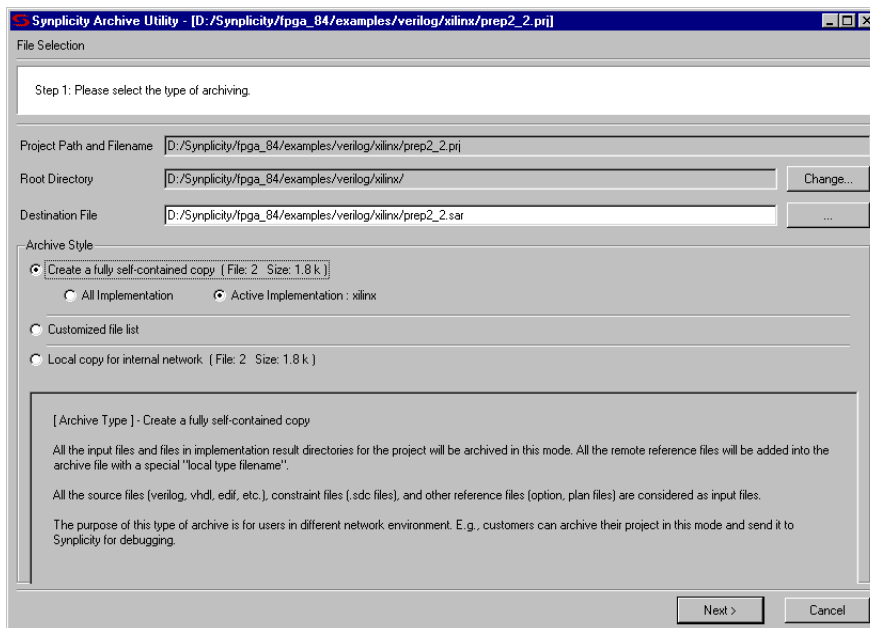 Synplicity Archive Utility - [D:/Synplicity/fpga_84/examples/verilog/xilinx/prep2_2.prj]
File Selection
Step 1: Please select the type of archiving.
Project Path and Filename D:/Synplicity/fpga_84/examples/verilog/xilinx/prep2_2.prj
Root Directory D:/Synplicity/fpga_84/examples/verilog/xilinx/ Change...
Destination File D:/Synplicity/fpga_84/examples/verilog/xilinx/prep2_2.sar ...
Archive Style
Create a fully self-contained copy ( File: 2 Size: 1.8 k )
All Implementation Active Implementation : xilinx
Customized file list
Local copy for internal network ( File: 2 Size: 1.8 k )
[ Archive Type ] - Create a fully self-contained copy
All the input files and files in implementation result directories for the project will be archived in this mode. All the remote reference files will be added into the
archive file with a special "local type filename".
All the source files (verilog, vhdl, edif, etc.), constraint files (.sdc files), and other reference files (option, plan files) are considered as input files.
The purpose of this type of archive is for users in different network environment. E.g., customers can archive their project in this mode and send it to
Synplicity for debugging.
Next > Cancel